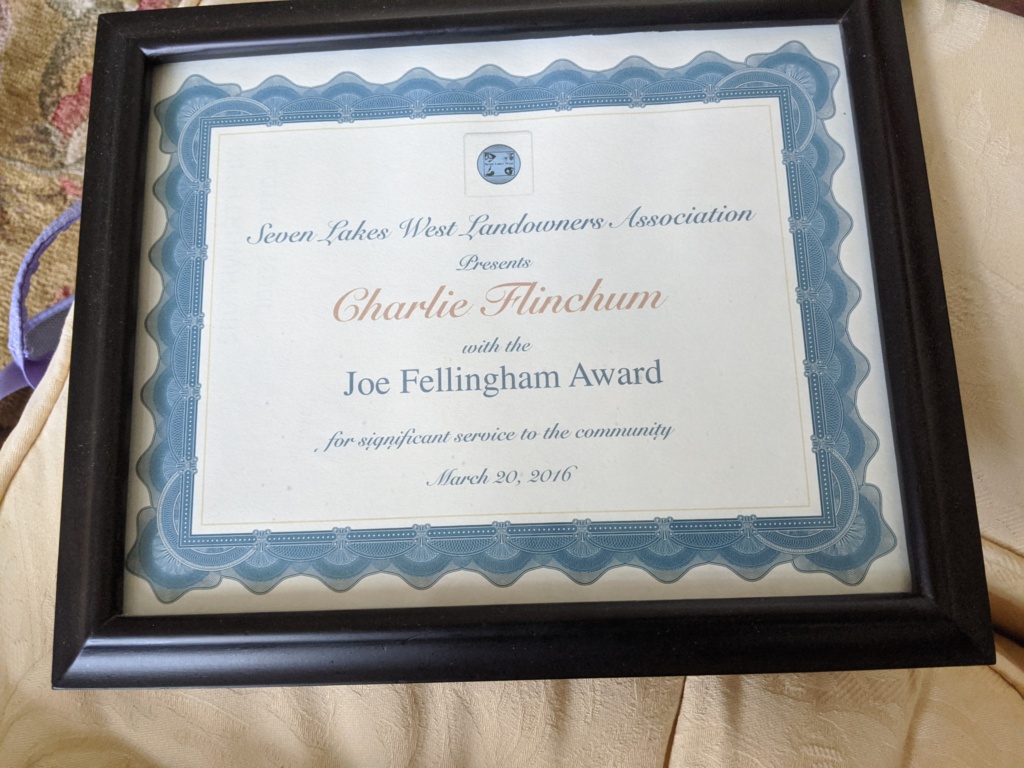 Seven Lakes West Landowners Association
Presents
Charlie Flinchum
with the
Joe Fellingham Award
for significant service to the community
March 20, 2016